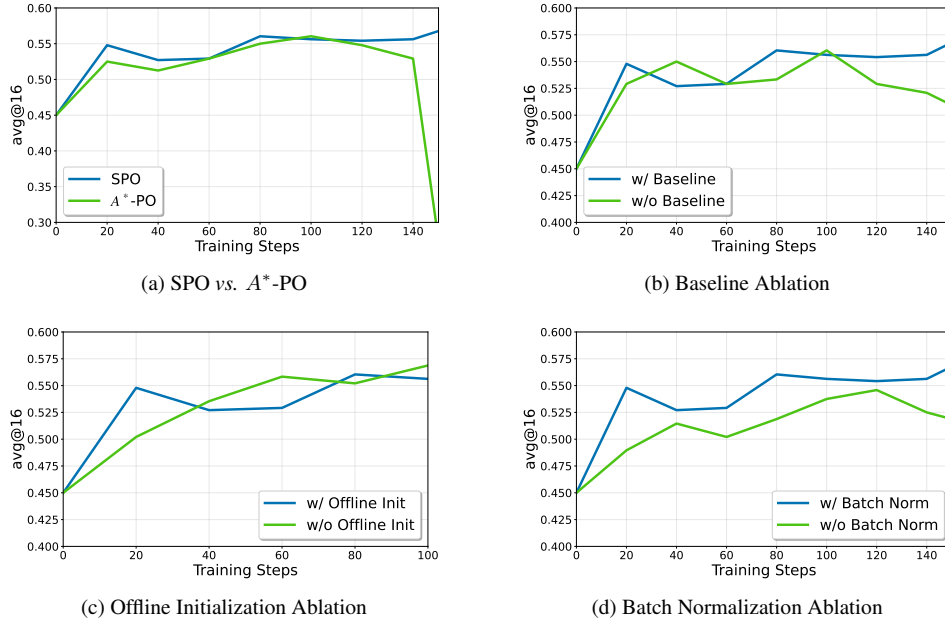 0.60
0.55
0.50
0.45
0.40
0.35
0.30
avg@16
SPO
A*-PO
0 20 40 60 80 100 120 140
Training Steps
(a) SPO vs. A*-PO
0.600
0.575
0.550
0.525
0.500
0.475
0.450
0.425
0.400
avg@16
w/ Baseline
w/o Baseline
0 20 40 60 80 100 120 140
Training Steps
(b) Baseline Ablation
0.600
0.575
0.550
0.525
0.500
0.475
0.450
0.425
0.400
avg@16
w/ Offline Init
w/o Offline Init
0 20 40 60 80 100
Training Steps
(c) Offline Initialization Ablation
0.600
0.575
0.550
0.525
0.500
0.475
0.450
0.425
0.400
avg@16
w/ Batch Norm
w/o Batch Norm
0 20 40 60 80 100 120 140
Training Steps
(d) Batch Normalization Ablation